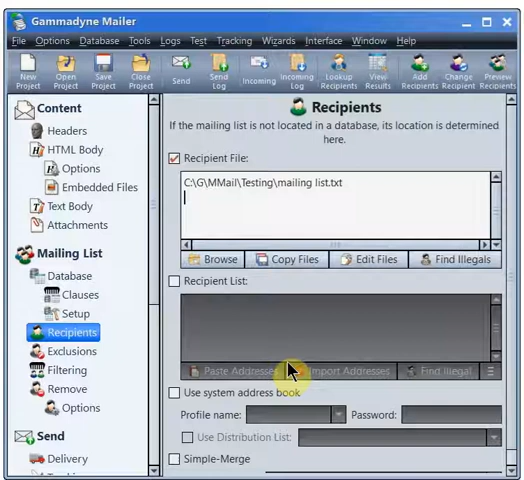 Gammadyne Mailer
File Options Database Tools Logs Test Tracking Wizards Interface Window Help
New Project
Open Project
Save Project
Close Project
Send
Send Log
Incoming
Incoming Log
Lookup Recipients
View Results
Add Recipients
Change Recipient
Preview Recipients
Content
Headers
HTML Body
Options
Embedded Files
Text Body
Attachments
Mailing List
Database
Clauses
Setup
Recipients
Exclusions
Filtering
Remove
Options
Send
Delivery
Recipients
If the mailing list is not located in a database, its location is determined
here.
Recipient File:
C:\G\MMail\Testing\mailing list.txt
Browse Copy Files Edit Files Find Illegals
Recipient List:
Paste Addresses Import Addresses Find Illegal
Use system address book
Profile name: Password:
Use Distribution List:
Simple-Merge